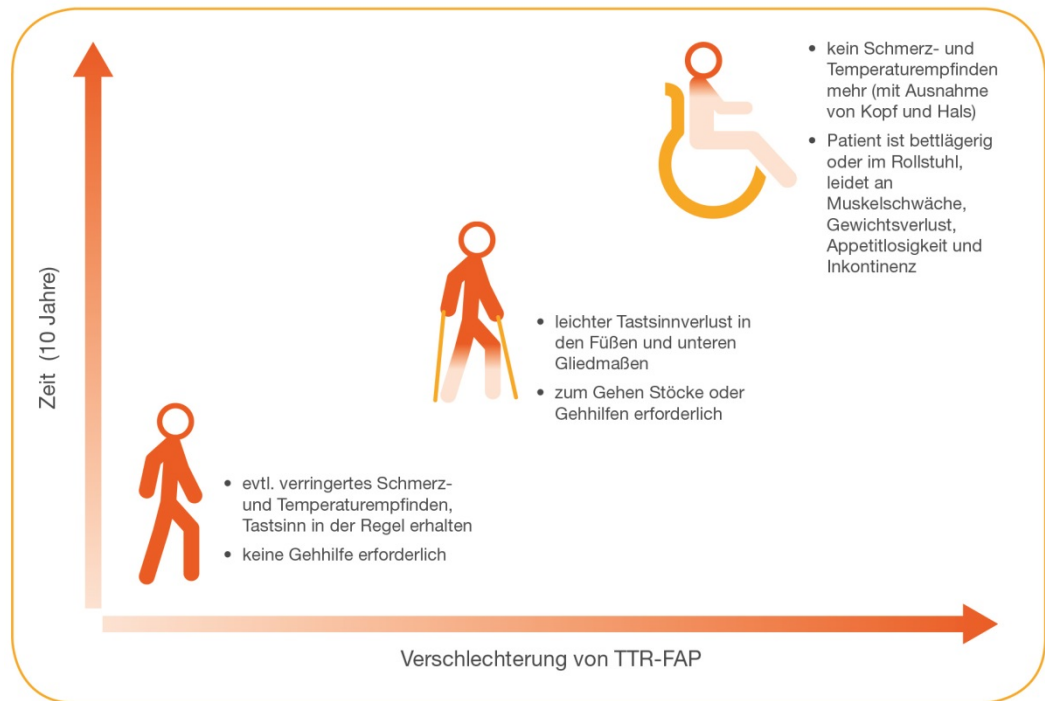 • kein Schmerz- und
Temperaturempfinden
mehr (mit Ausnahme
von Kopf und Hals)
• Patient ist bettlägerig
oder im Rollstuhl,
leidet an
Muskelschwäche,
Gewichtsverlust,
Appetitlosigkeit und
Inkontinenz
• leichter Tastsinnverlust in
den Füßen und unteren
Gliedmaßen
• zum Gehen Stöcke oder
Gehhilfen erforderlich
• evtl. verringertes Schmerz-
und Temperaturempfinden,
Tastsinn in der Regel erhalten
• keine Gehhilfe erforderlich
Zeit (10 Jahre)
Verschlechterung von TTR-FAP